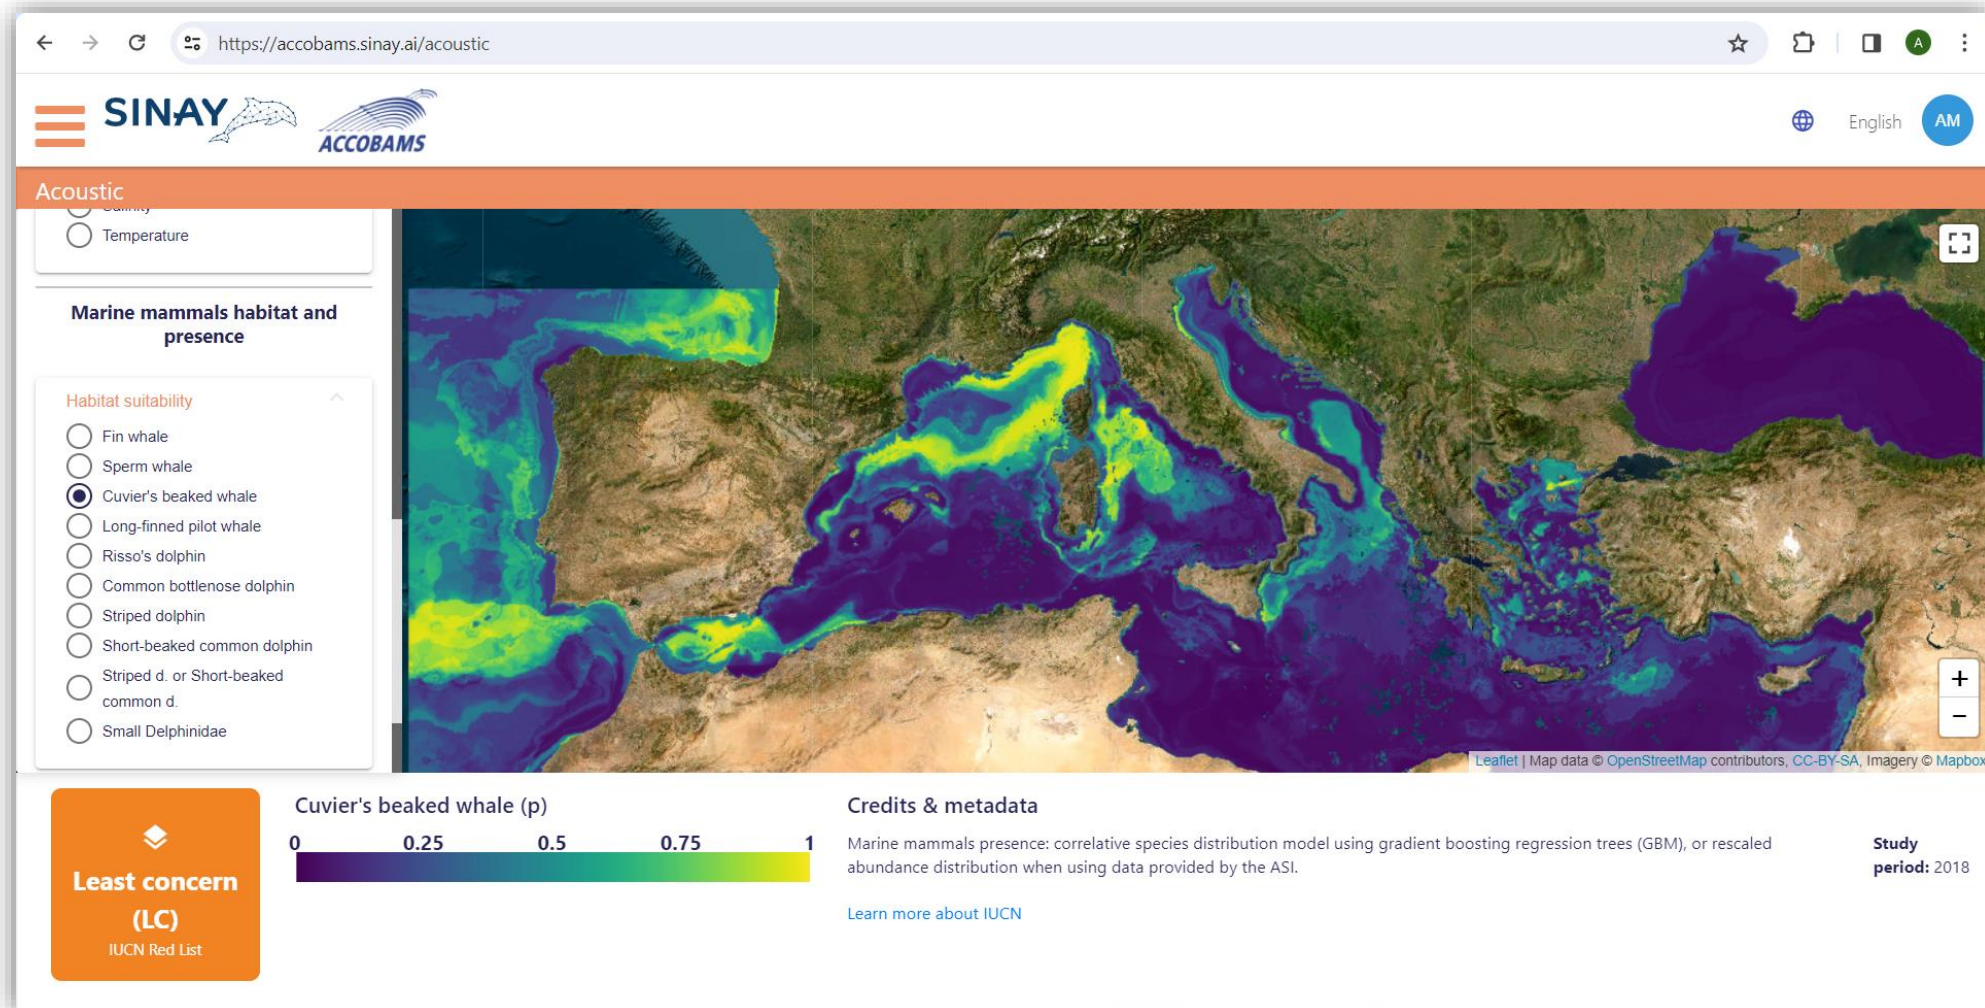 https://accobams.sinay.ai/acoustic
A
SINAY
ACCOBAMS
English
AM
Acoustic
Salinity
Temperature
Marine mammals habitat and
presence
Habitat suitability
Fin whale
Sperm whale
Cuvier's beaked whale
Long-finned pilot whale
Risso's dolphin
Common bottlenose dolphin
Striped dolphin
Short-beaked common dolphin
Striped d. or Short-beaked
common d.
Small Delphinidae
+
−
Leaflet | Map data © OpenStreetMap contributors, CC-BY-SA, Imagery © Mapbox
Least concern
(LC)
IUCN Red List
Cuvier's beaked whale (p)
0 0.25 0.5 0.75 1
Credits & metadata
Marine mammals presence: correlative species distribution model using gradient boosting regression trees (GBM), or rescaled
abundance distribution when using data provided by the ASI.
Learn more about IUCN
Study
period: 2018